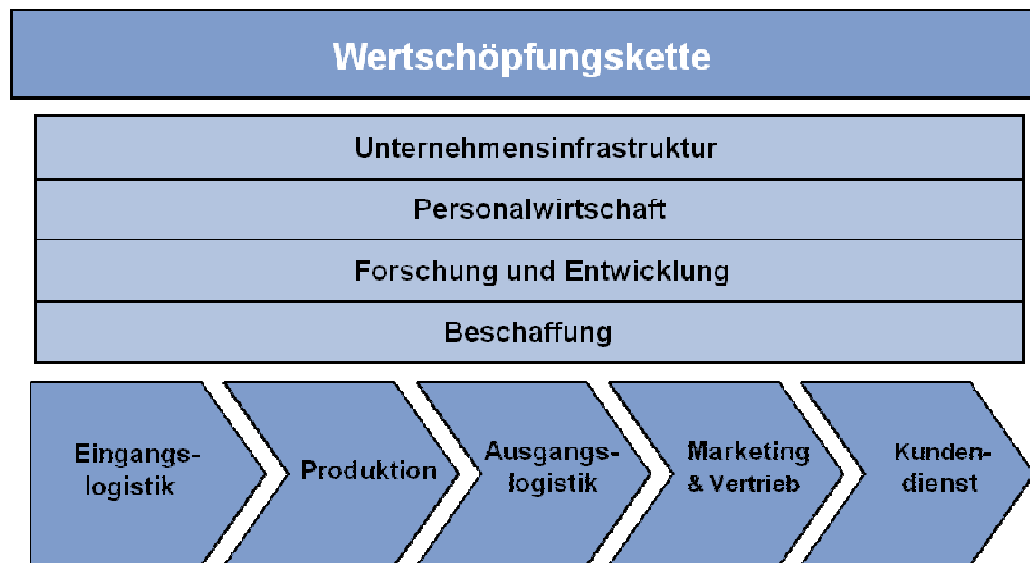 Wertschöpfungskette
Unternehmensinfrastruktur
Personalwirtschaft
Forschung und Entwicklung
Beschaffung
Eingangs-
logistik
Produktion
Ausgangs-
logistik
Marketing
& Vertrieb
Kunden-
dienst